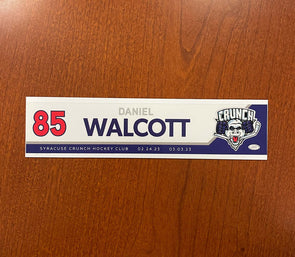 DANIEL
85 WALCOTT
CRUNCH
SYRACUSE CRUNCH HOCKEY CLUB 02.24.23 03.03.23